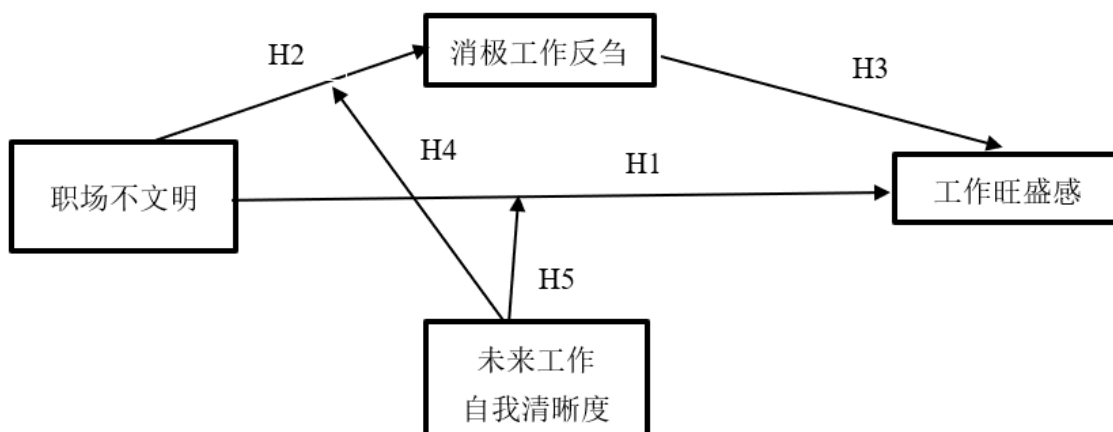 消极工作反刍
H2
H3
H4
H1
职场不文明
工作旺盛感
H5
未来工作
自我清晰度